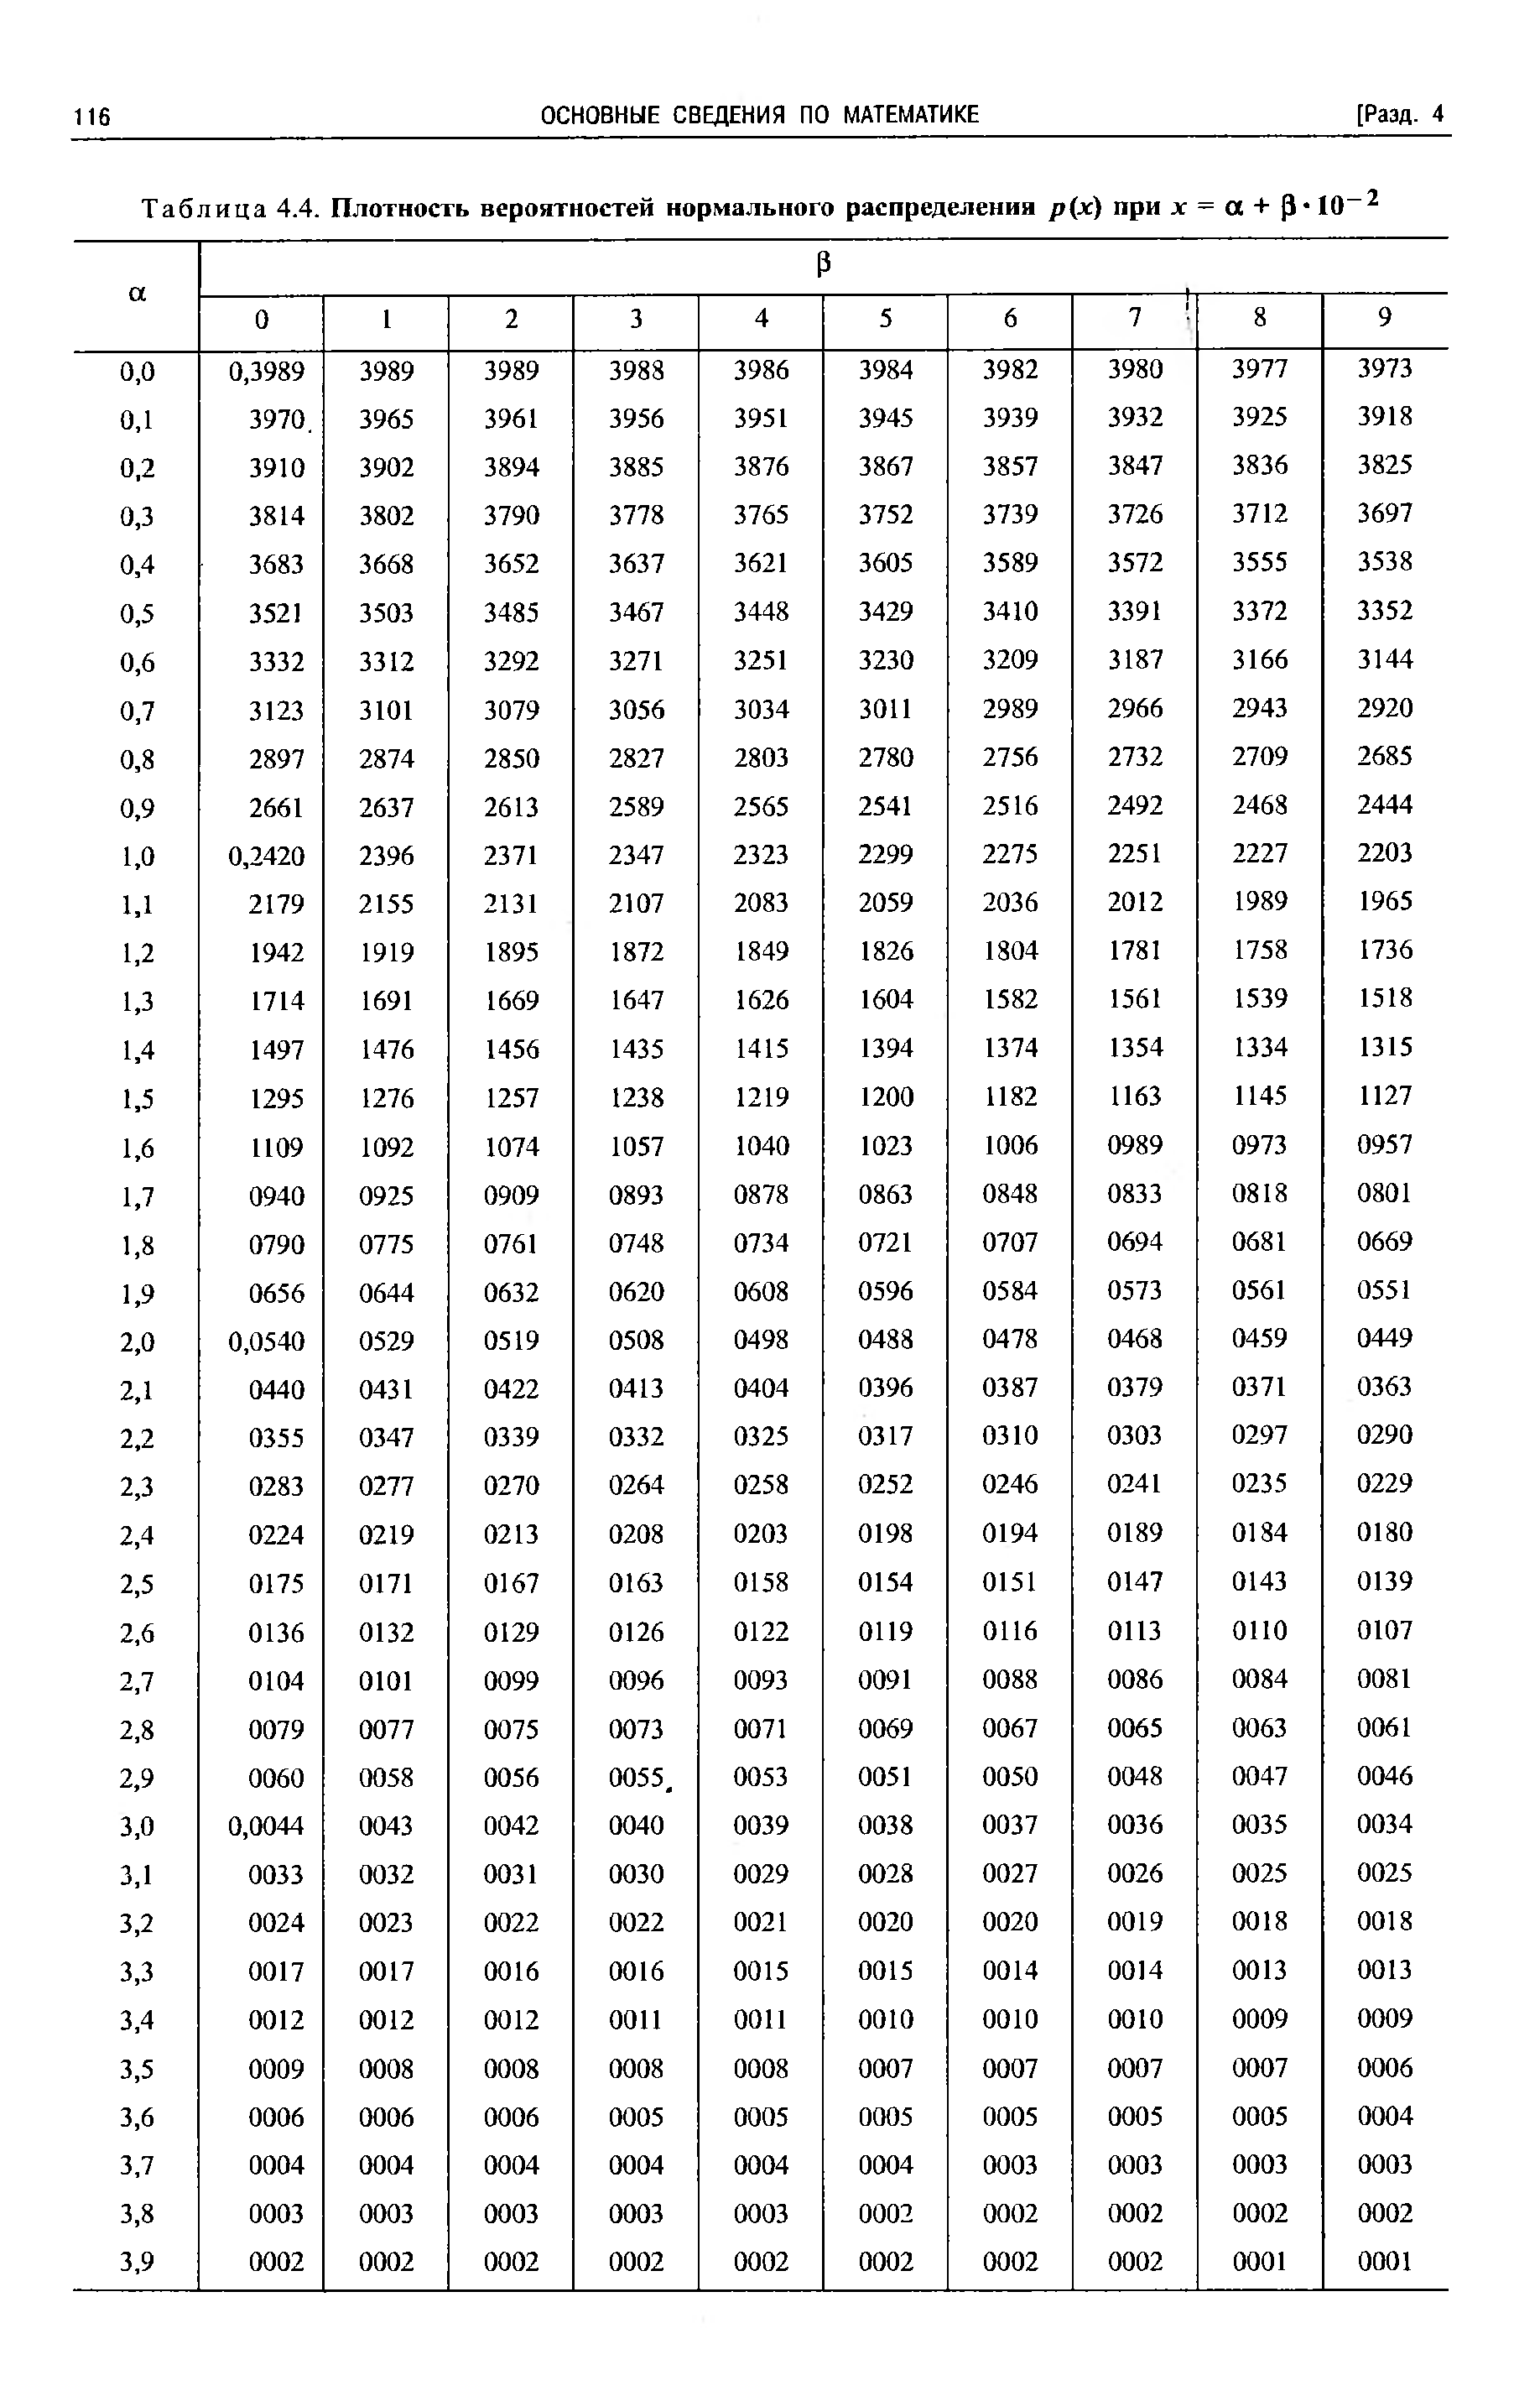 116 ОСНОВНЫЕ СВЕДЕНИЯ ПО МАТЕМАТИКЕ [Разд. 4
Таблица 4.4. Плотность вероятностей нормального распределения p(x) при x = α + β·10⁻²
α β
0 1 2 3 4 5 6 7 8 9
0,0 0,3989 3989 3989 3988 3986 3984 3982 3980 3977 3973
0,1 3970 3965 3961 3956 3951 3945 3939 3932 3925 3918
0,2 3910 3902 3894 3885 3876 3867 3857 3847 3836 3825
0,3 3814 3802 3790 3778 3765 3752 3739 3726 3712 3697
0,4 3683 3668 3652 3637 3621 3605 3589 3572 3555 3538
0,5 3521 3503 3485 3467 3448 3429 3410 3391 3372 3352
0,6 3332 3312 3292 3271 3251 3230 3209 3187 3166 3144
0,7 3123 3101 3079 3056 3034 3011 2989 2966 2943 2920
0,8 2897 2874 2850 2827 2803 2780 2756 2732 2709 2685
0,9 2661 2637 2613 2589 2565 2541 2516 2492 2468 2444
1,0 0,2420 2396 2371 2347 2323 2299 2275 2251 2227 2203
1,1 2179 2155 2131 2107 2083 2059 2036 2012 1989 1965
1,2 1942 1919 1895 1872 1849 1826 1804 1781 1758 1736
1,3 1714 1691 1669 1647 1626 1604 1582 1561 1539 1518
1,4 1497 1476 1456 1435 1415 1394 1374 1354 1334 1315
1,5 1295 1276 1257 1238 1219 1200 1182 1163 1145 1127
1,6 1109 1092 1074 1057 1040 1023 1006 0989 0973 0957
1,7 0940 0925 0909 0893 0878 0863 0848 0833 0818 0801
1,8 0790 0775 0761 0748 0734 0721 0707 0694 0681 0669
1,9 0656 0644 0632 0620 0608 0596 0584 0573 0561 0551
2,0 0,0540 0529 0519 0508 0498 0488 0478 0468 0459 0449
2,1 0440 0431 0422 0413 0404 0396 0387 0379 0371 0363
2,2 0355 0347 0339 0332 0325 0317 0310 0303 0297 0290
2,3 0283 0277 0270 0264 0258 0252 0246 0241 0235 0229
2,4 0224 0219 0213 0208 0203 0198 0194 0189 0184 0180
2,5 0175 0171 0167 0163 0158 0154 0151 0147 0143 0139
2,6 0136 0132 0129 0126 0122 0119 0116 0113 0110 0107
2,7 0104 0101 0099 0096 0093 0091 0088 0086 0084 0081
2,8 0079 0077 0075 0073 0071 0069 0067 0065 0063 0061
2,9 0060 0058 0056 0055 0053 0051 0050 0048 0047 0046
3,0 0,0044 0043 0042 0040 0039 0038 0037 0036 0035 0034
3,1 0033 0032 0031 0030 0029 0028 0027 0026 0025 0025
3,2 0024 0023 0022 0022 0021 0020 0020 0019 0018 0018
3,3 0017 0017 0016 0016 0015 0015 0014 0014 0013 0013
3,4 0012 0012 0012 0011 0011 0010 0010 0010 0009 0009
3,5 0009 0008 0008 0008 0008 0007 0007 0007 0007 0006
3,6 0006 0006 0006 0005 0005 0005 0005 0005 0005 0004
3,7 0004 0004 0004 0004 0004 0004 0003 0003 0003 0003
3,8 0003 0003 0003 0003 0003 0002 0002 0002 0002 0002
3,9 0002 0002 0002 0002 0002 0002 0002 0002 0001 0001